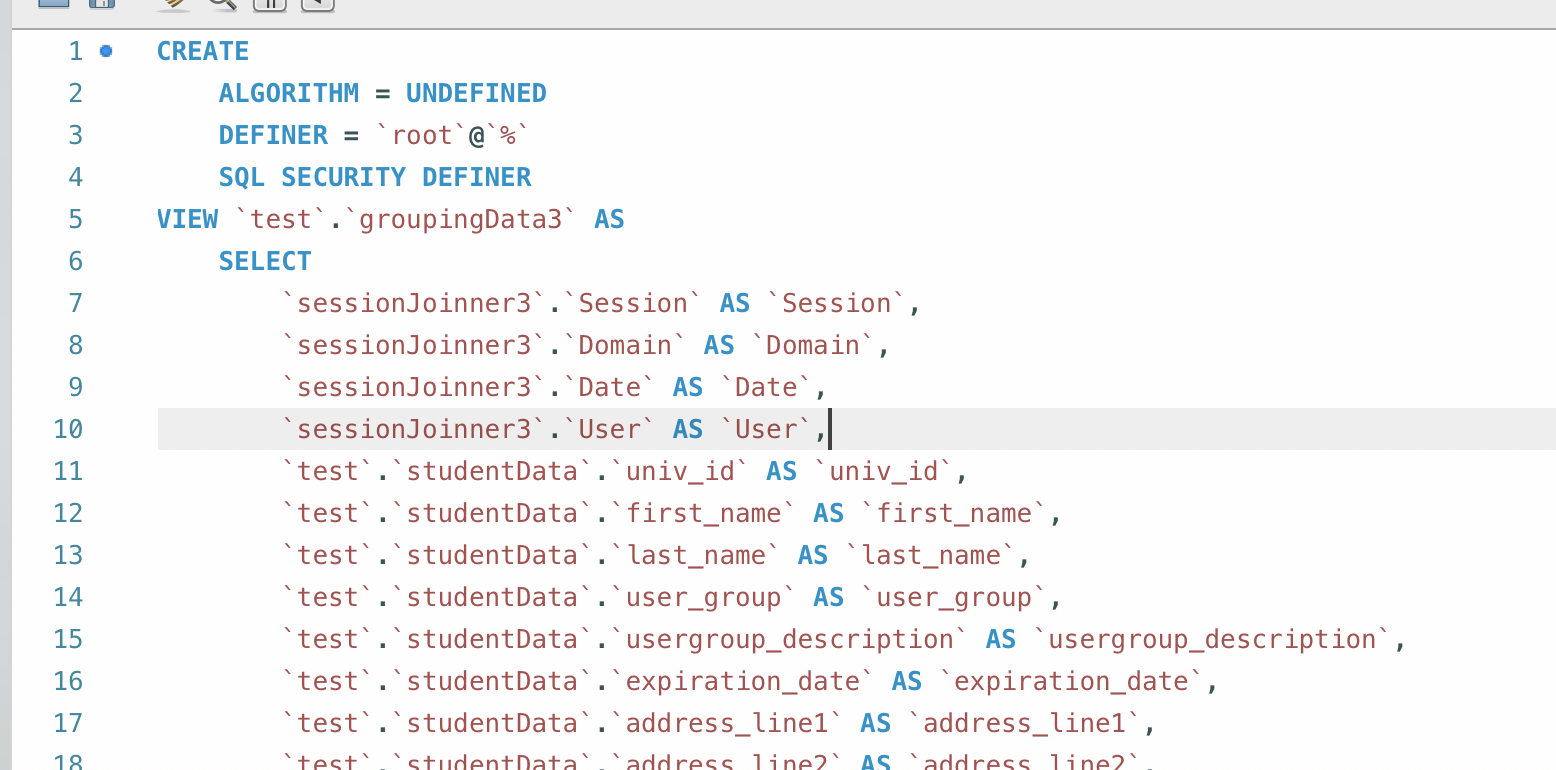 1 CREATE
2 ALGORITHM = UNDEFINED
3 DEFINER = `root`@`%`
4 SQL SECURITY DEFINER
5 VIEW `test`.`groupingData3` AS
6 SELECT
7 `sessionJoinner3`.`Session` AS `Session`,
8 `sessionJoinner3`.`Domain` AS `Domain`,
9 `sessionJoinner3`.`Date` AS `Date`,
10 `sessionJoinner3`.`User` AS `User`,
11 `test`.`studentData`.`univ_id` AS `univ_id`,
12 `test`.`studentData`.`first_name` AS `first_name`,
13 `test`.`studentData`.`last_name` AS `last_name`,
14 `test`.`studentData`.`user_group` AS `user_group`,
15 `test`.`studentData`.`usergroup_description` AS `usergroup_description`,
16 `test`.`studentData`.`expiration_date` AS `expiration_date`,
17 `test`.`studentData`.`address_line1` AS `address_line1`,
18 `test`.`studentData`.`address_line2` AS `address_line2`,